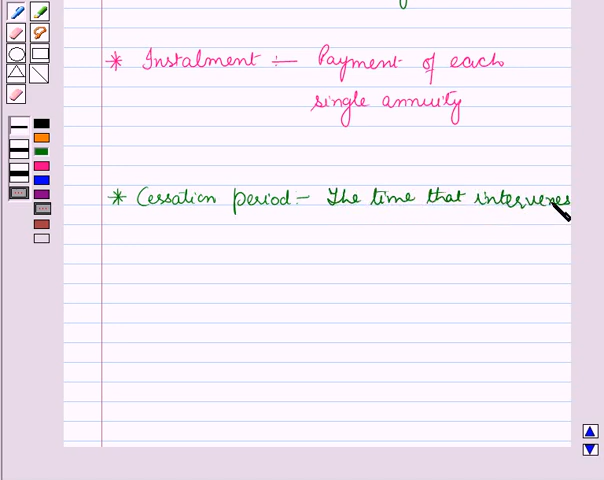 * Instalment :— Payment of each
single annuity
* Cessation period:- The time that intervenes